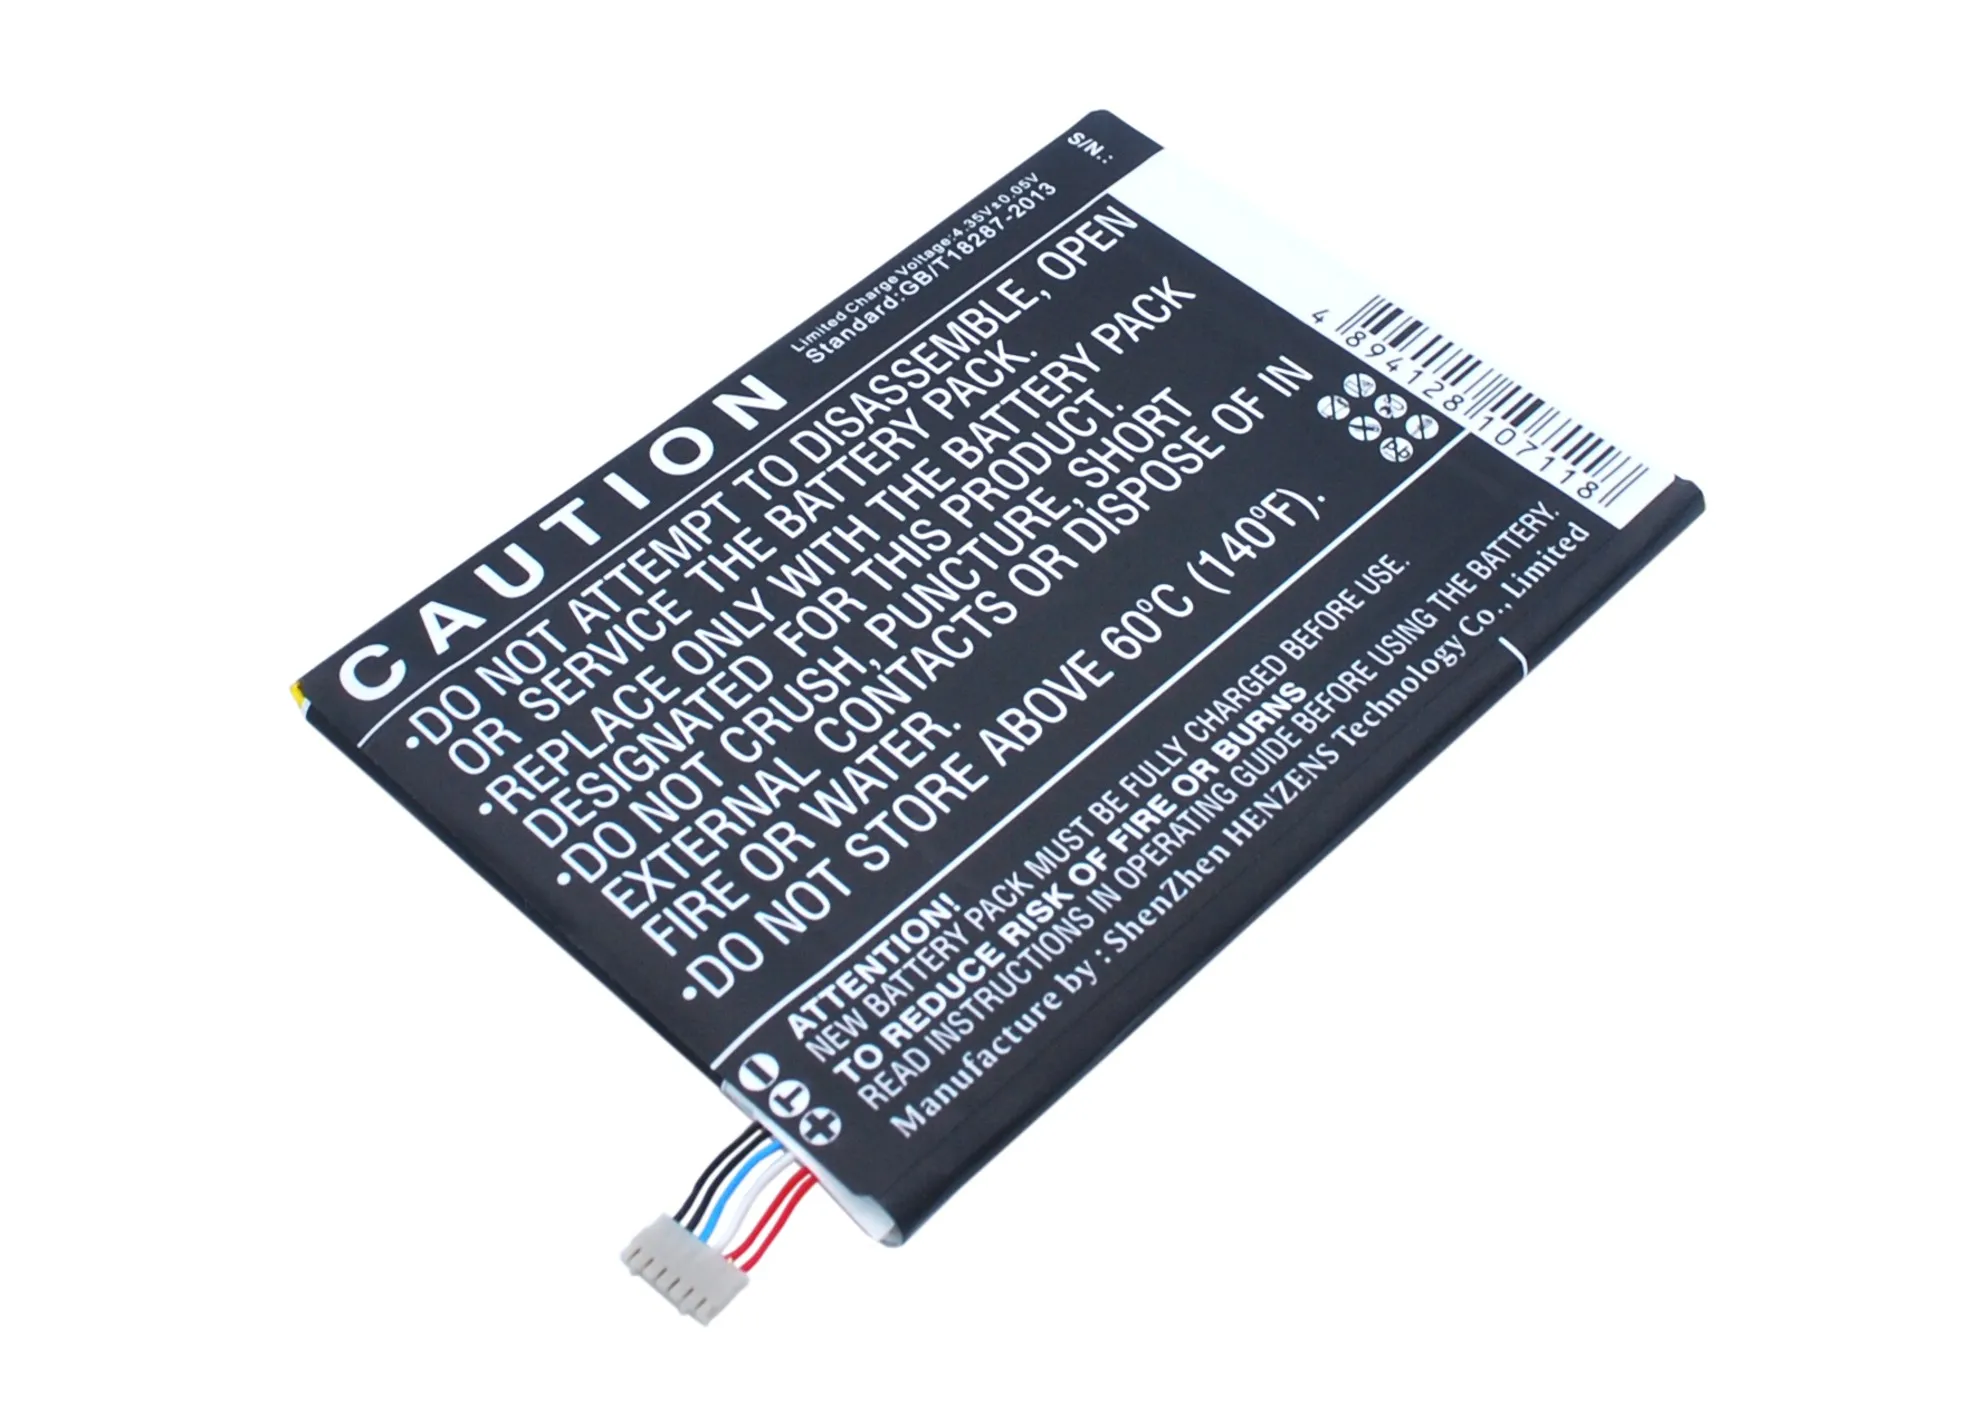 S/N.:
Limited Charge Voltage:4.35V±0.05V
Standard:GB/T18287-2013
CAUTION
•DO NOT ATTEMPT TO DISASSEMBLE, OPEN
OR SERVICE THE BATTERY PACK.
•REPLACE ONLY WITH THE BATTERY PACK
DESIGNATED FOR THIS PRODUCT.
•DO NOT CRUSH, PUNCTURE, SHORT
EXTERNAL CONTACTS OR DISPOSE OF IN
FIRE OR WATER.
•DO NOT STORE ABOVE 60ºC (140ºF).
4 894128 107118
ATTENTION!
NEW BATTERY PACK MUST BE FULLY CHARGED BEFORE USE.
TO REDUCE RISK OF FIRE OR BURNS
READ INSTRUCTIONS IN OPERATING GUIDE BEFORE USING THE BATTERY.
Manufacture by : ShenZhen HENZENS Technology Co., Limited
− T +